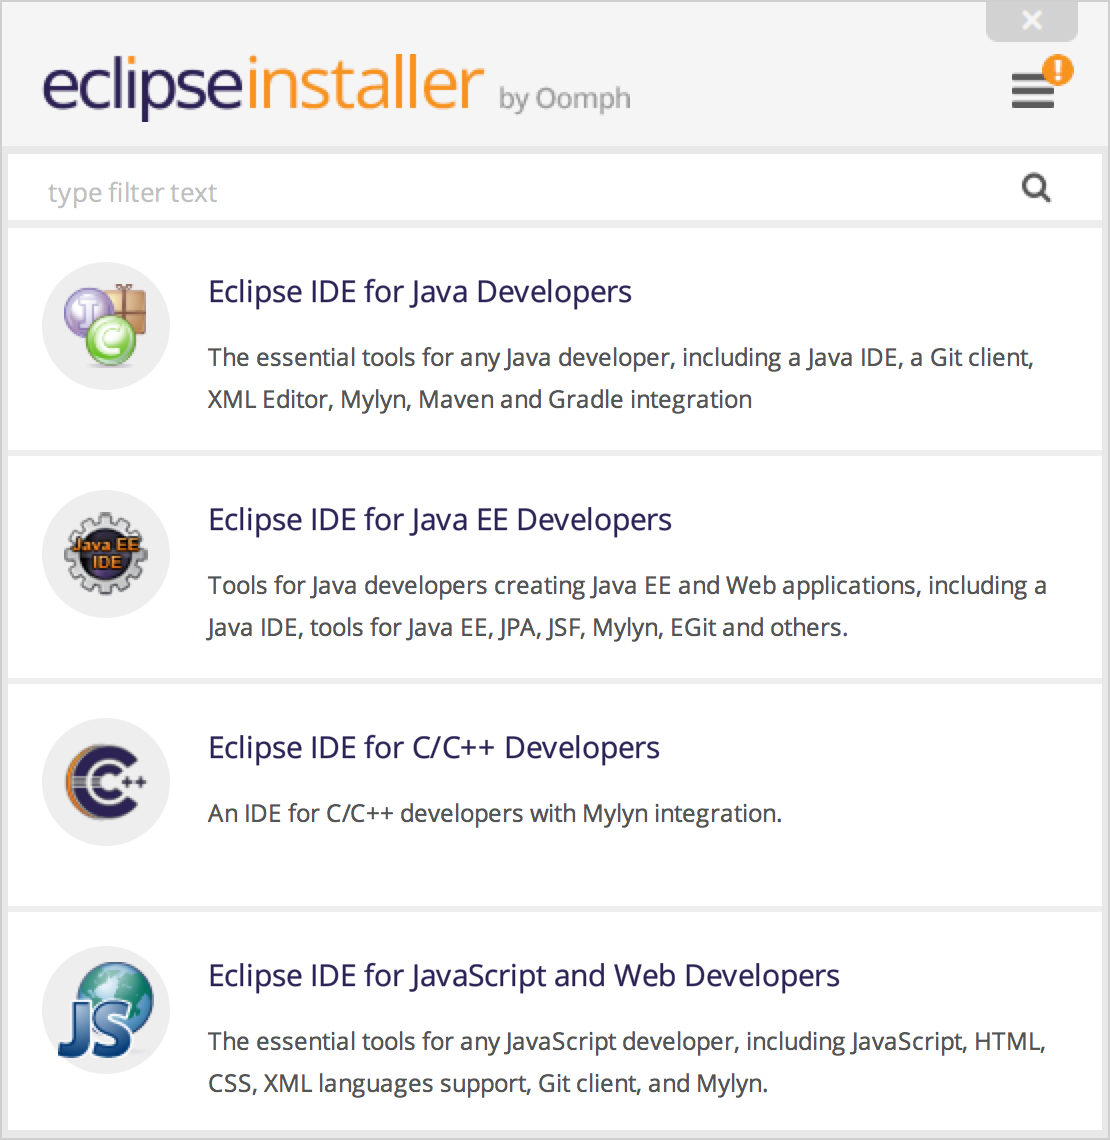 eclipseinstaller by Oomph
type filter text
Eclipse IDE for Java Developers
The essential tools for any Java developer, including a Java IDE, a Git client,
XML Editor, Mylyn, Maven and Gradle integration
Java EE
IDE
Eclipse IDE for Java EE Developers
Tools for Java developers creating Java EE and Web applications, including a
Java IDE, tools for Java EE, JPA, JSF, Mylyn, EGit and others.
C++
Eclipse IDE for C/C++ Developers
An IDE for C/C++ developers with Mylyn integration.
JS
Eclipse IDE for JavaScript and Web Developers
The essential tools for any JavaScript developer, including JavaScript, HTML,
CSS, XML languages support, Git client, and Mylyn.